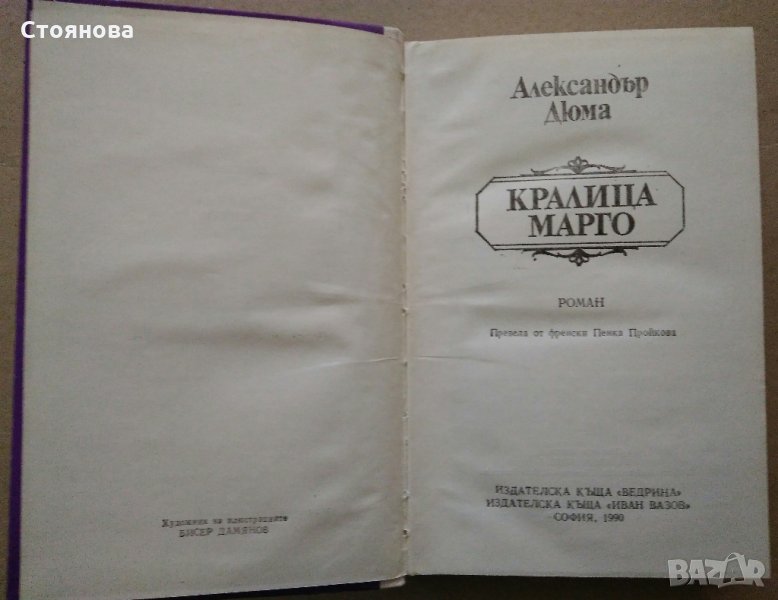 Стоянова
Художник на илюстрациите
БИСЕР ДАМЯНОВ
Александър
Дюма
КРАЛИЦА
МАРГО
РОМАН
Превела от френски Пенка Пройкова
ИЗДАТЕЛСКА КЪЩА «ВЕДРИНА»
ИЗДАТЕЛСКА КЪЩА «ИВАН ВАЗОВ»
СОФИЯ, 1990
BAZAR